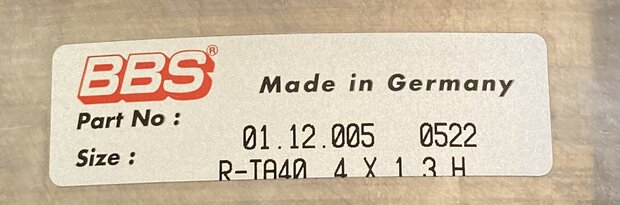 BBS® Made in Germany
Part No : 01.12.005 0522
Size : R-TA40 4 X 1 3 H